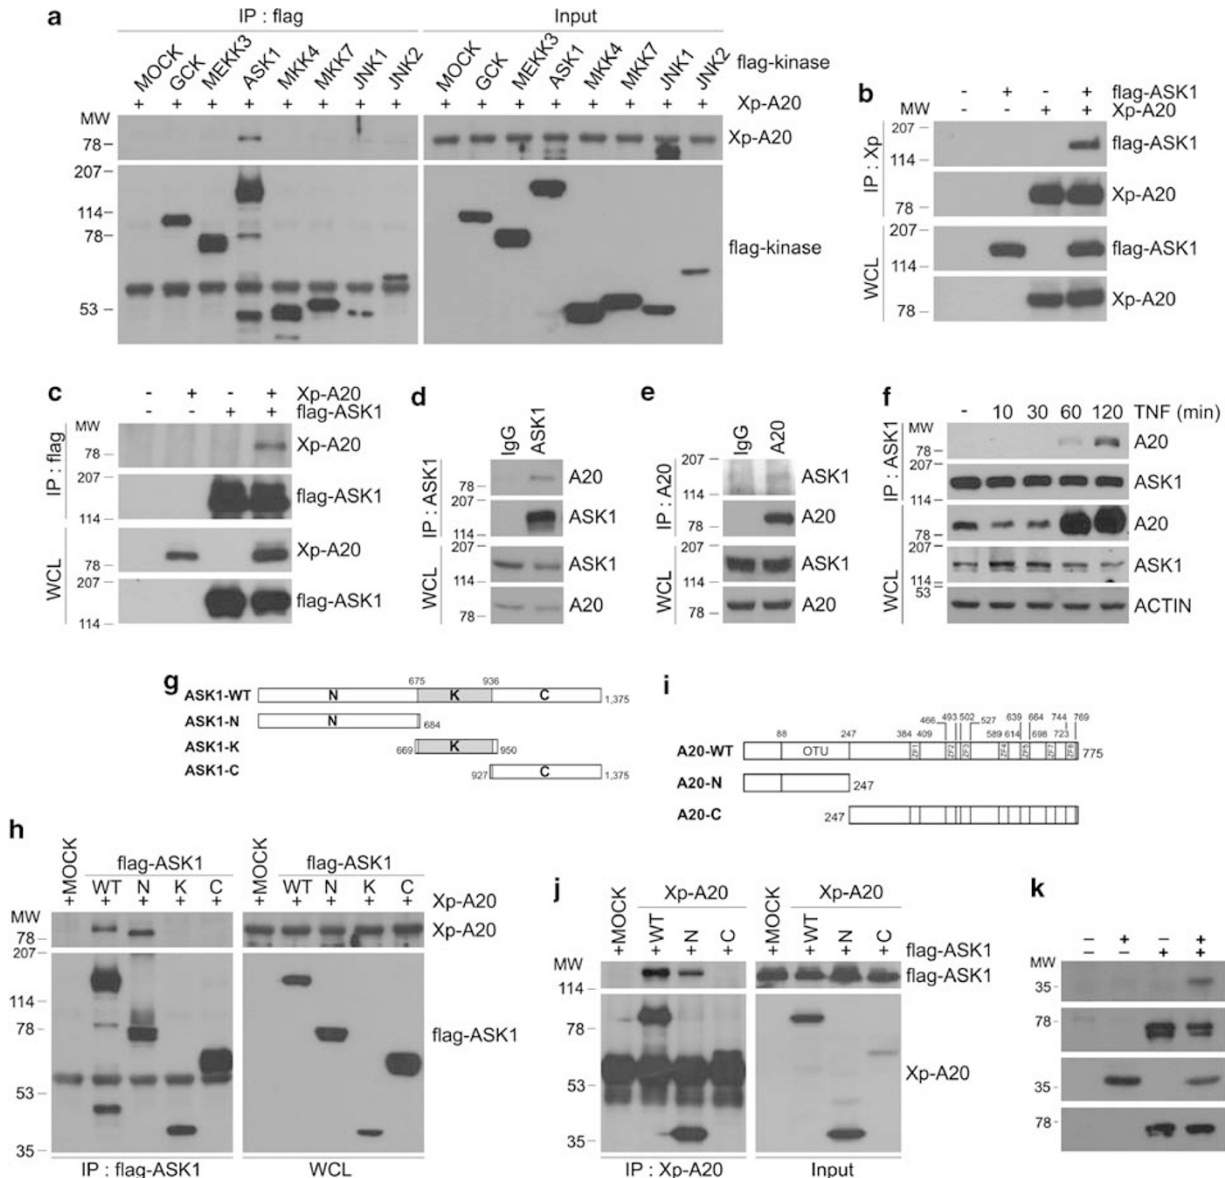 a
IP : flag Input
MOCK GCK MEKK3 ASK1 MKK4 MKK7 JNK1 JNK2 MOCK GCK MEKK3 ASK1 MKK4 MKK7 JNK1 JNK2 flag-kinase
+ + + + + + + + + + + + + + + + Xp-A20
MW
78 Xp-A20
207
114
78
flag-kinase
53
b
- + - + flag-ASK1
MW - - + + Xp-A20
IP : Xp
207
114
flag-ASK1
78
Xp-A20
WCL
207
114
flag-ASK1
78
Xp-A20
c
- + - + Xp-A20
- - + + flag-ASK1
MW
IP : flag
78
Xp-A20
207
114
flag-ASK1
WCL
78
Xp-A20
207
114
flag-ASK1
d
IgG ASK1
IP : ASK1
78
A20
207
114
ASK1
WCL
207
114
ASK1
78
A20
e
IgG A20
IP : A20
207
114
ASK1
78
A20
WCL
207
114
ASK1
78
A20
f
- 10 30 60 120 TNF (min)
MW
IP : ASK1
78
A20
207
114
ASK1
WCL
78
A20
207
114
ASK1
53
ACTIN
g
675 936
ASK1-WT N K C 1,375
ASK1-N N 684
ASK1-K 669 K 950
ASK1-C 927 C 1,375
i
493 502 639 664 744 769
88 247 384 409 466 527 589 614 698 723
A20-WT OTU ZF1 ZF2 ZF3 ZF4 ZF5 ZF7 ZF8 775
A20-N 247
A20-C 247
h
+MOCK flag-ASK1 +MOCK flag-ASK1
WT N K C WT N K C
+ + + + + + + + Xp-A20
MW
78 Xp-A20
207
114
78
flag-ASK1
53
35
IP : flag-ASK1 WCL
j
+MOCK Xp-A20 +MOCK Xp-A20
+WT +N +C +WT +N +C flag-ASK1
MW
114
flag-ASK1
78
53
Xp-A20
35
IP : Xp-A20 Input
k
- + - +
- - + +
MW
35
78
35
78